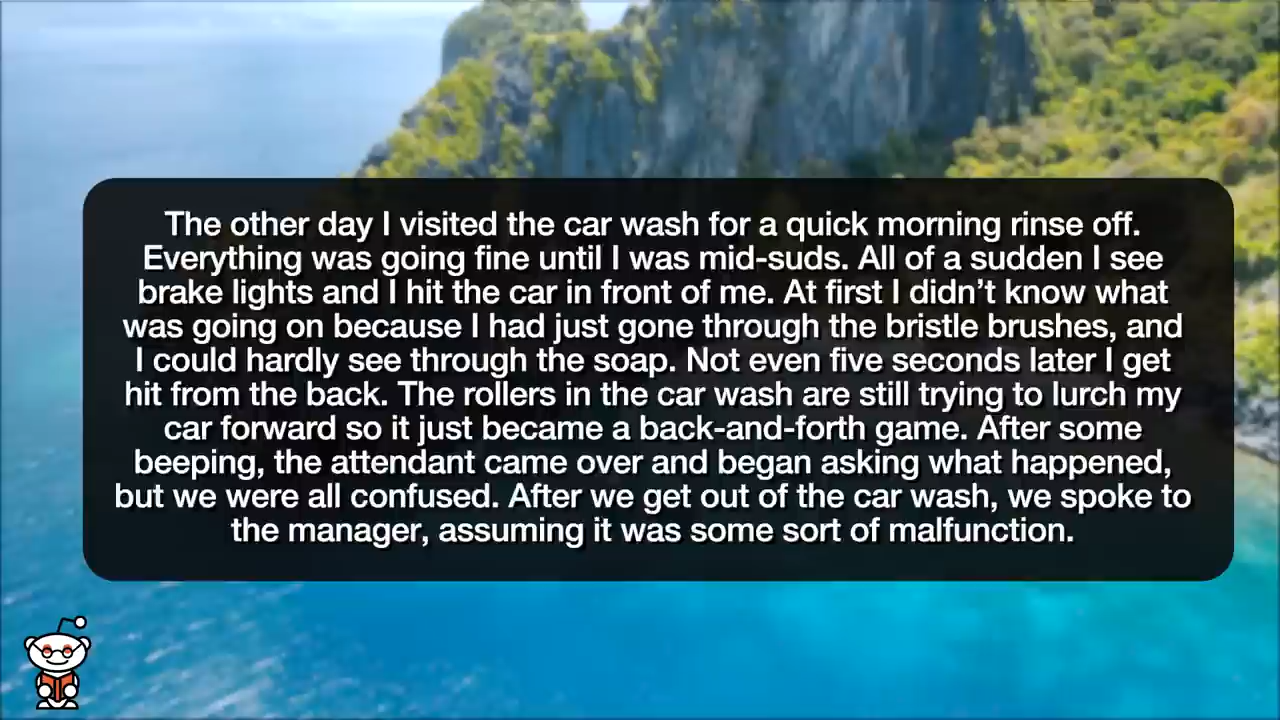 The other day I visited the car wash for a quick morning rinse off.
Everything was going fine until I was mid-suds. All of a sudden I see
brake lights and I hit the car in front of me. At first I didn’t know what
was going on because I had just gone through the bristle brushes, and
I could hardly see through the soap. Not even five seconds later I get
hit from the back. The rollers in the car wash are still trying to lurch my
car forward so it just became a back-and-forth game. After some
beeping, the attendant came over and began asking what happened,
but we were all confused. After we get out of the car wash, we spoke to
the manager, assuming it was some sort of malfunction.